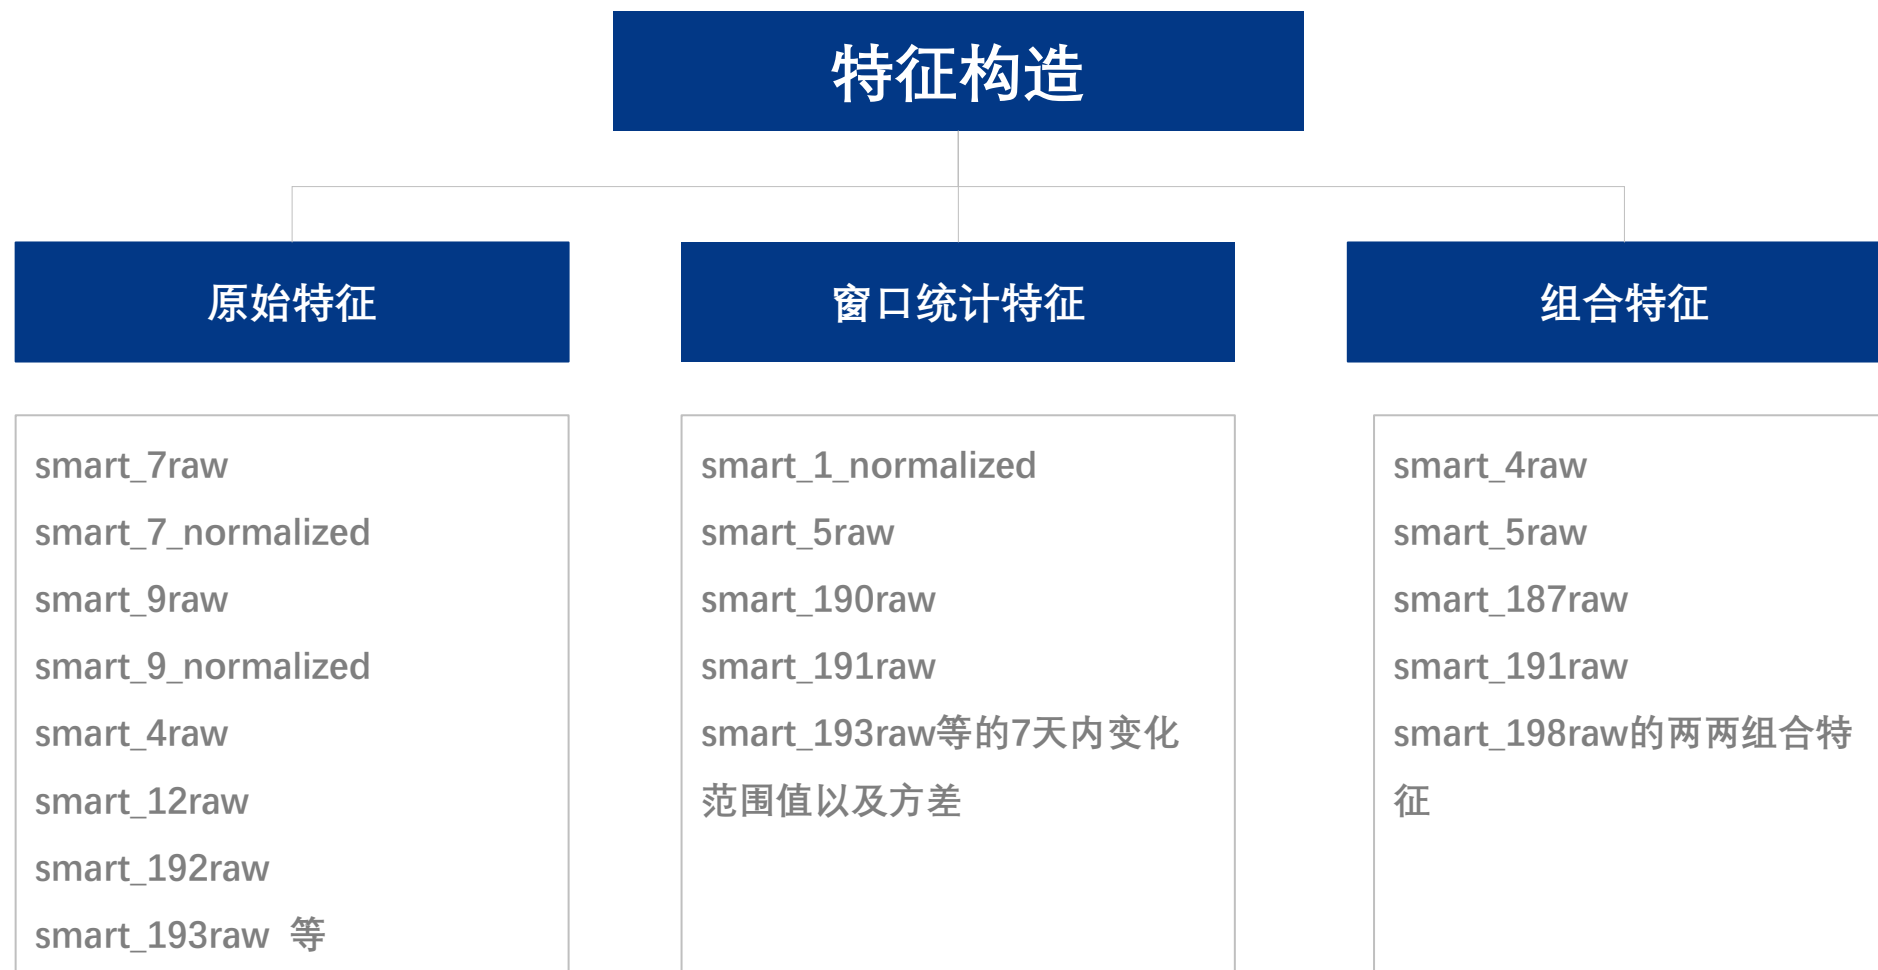 特征构造
原始特征
窗口统计特征
组合特征
smart_7raw
smart_7_normalized
smart_9raw
smart_9_normalized
smart_4raw
smart_12raw
smart_192raw
smart_193raw 等
smart_1_normalized
smart_5raw
smart_190raw
smart_191raw
smart_193raw等的7天内变化
范围值以及方差
smart_4raw
smart_5raw
smart_187raw
smart_191raw
smart_198raw的两两组合特
征